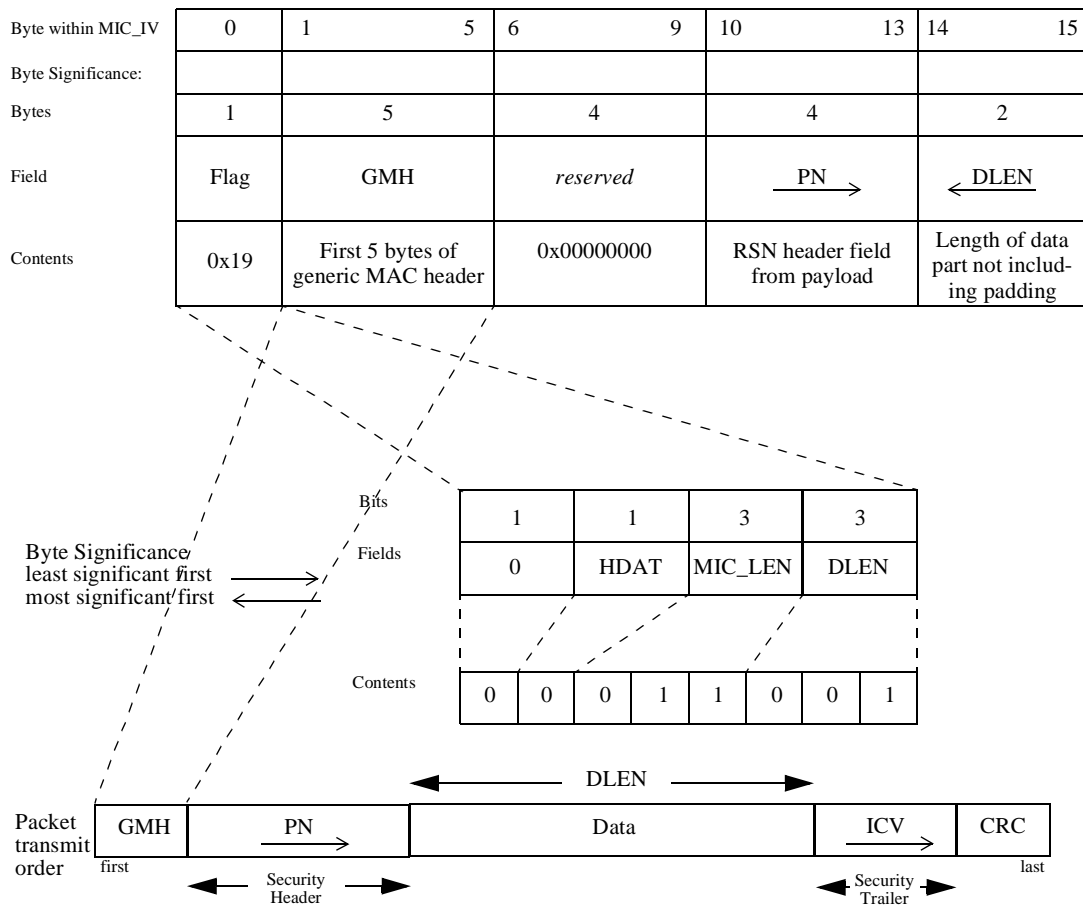 Byte within MIC_IV 0 1 5 6 9 10 13 14 15
Byte Significance:
Bytes 1 5 4 4 2
Field Flag GMH reserved PN DLEN
Contents 0x19 First 5 bytes of generic MAC header 0x00000000 RSN header field from payload Length of data part not includ-ing padding
Bits 1 1 3 3
Fields 0 HDAT MIC_LEN DLEN
Byte Significance
least significant first
most significant first
Contents 0 0 0 1 1 0 0 1
DLEN
Packet transmit order
GMH PN Data ICV CRC
first last
Security Header
Security Trailer